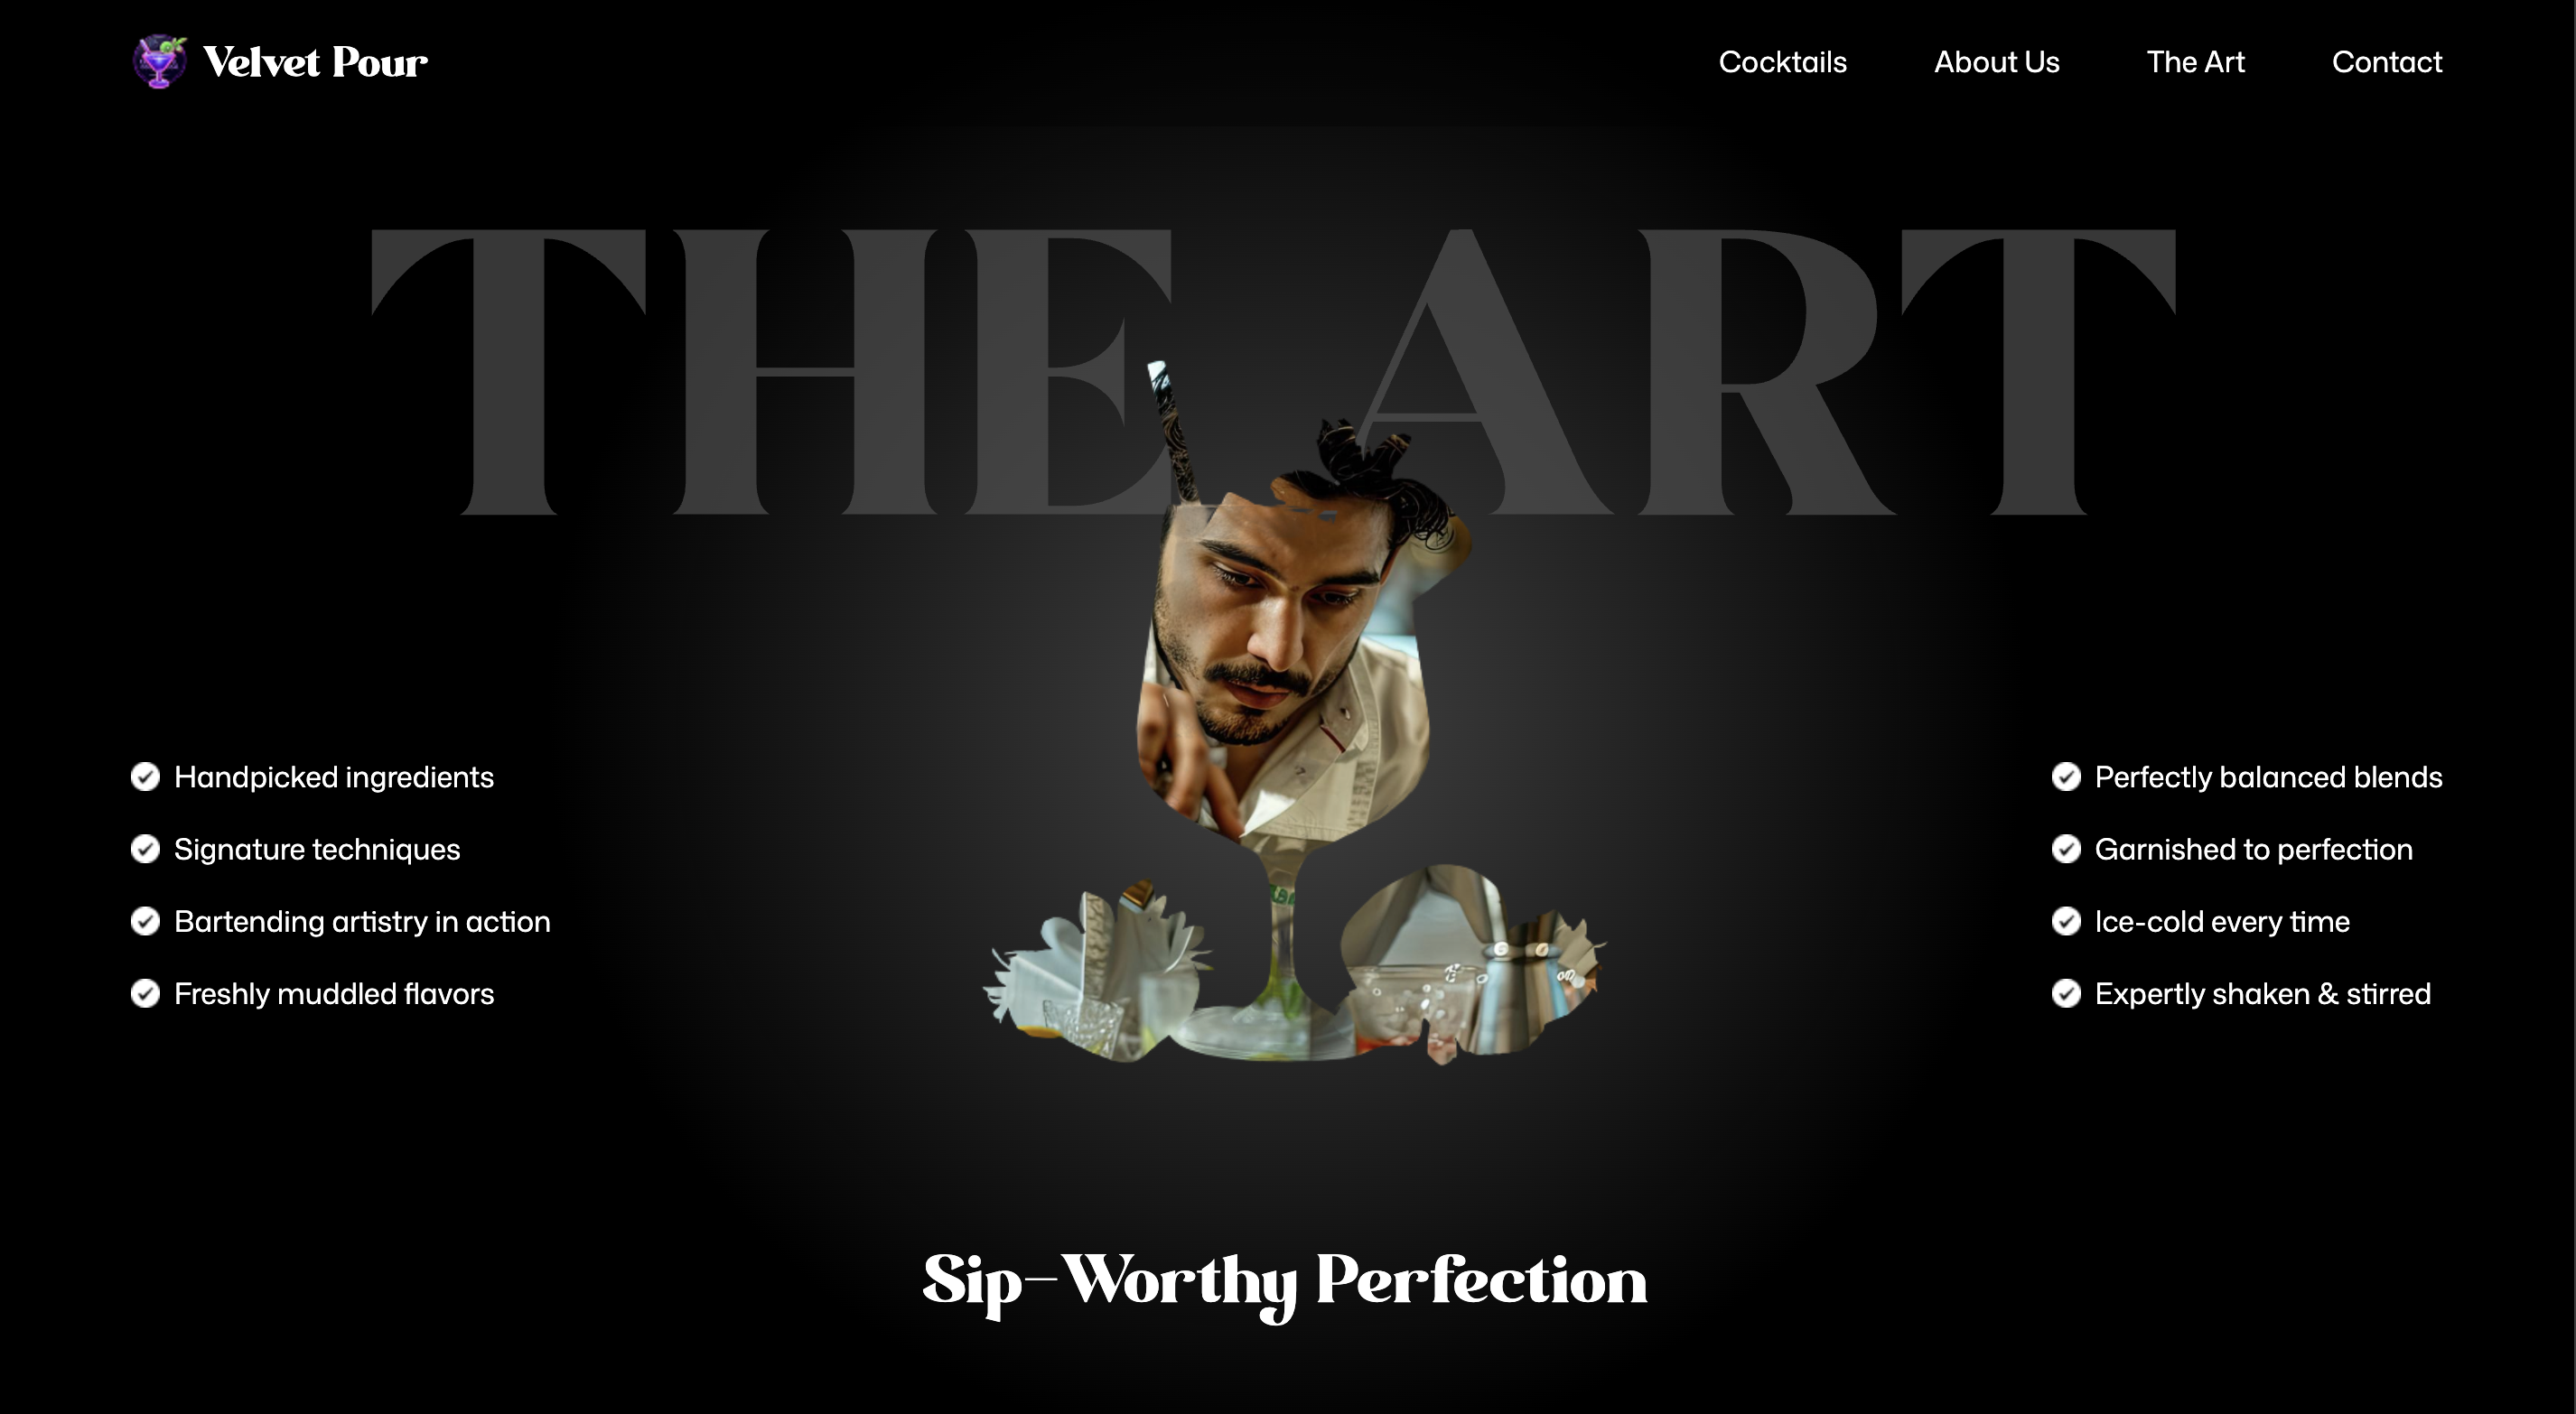 Velvet Pour
Cocktails
About Us
The Art
Contact
THE ART
Handpicked ingredients
Signature techniques
Bartending artistry in action
Freshly muddled flavors
Perfectly balanced blends
Garnished to perfection
Ice-cold every time
Expertly shaken & stirred
Sip-Worthy Perfection